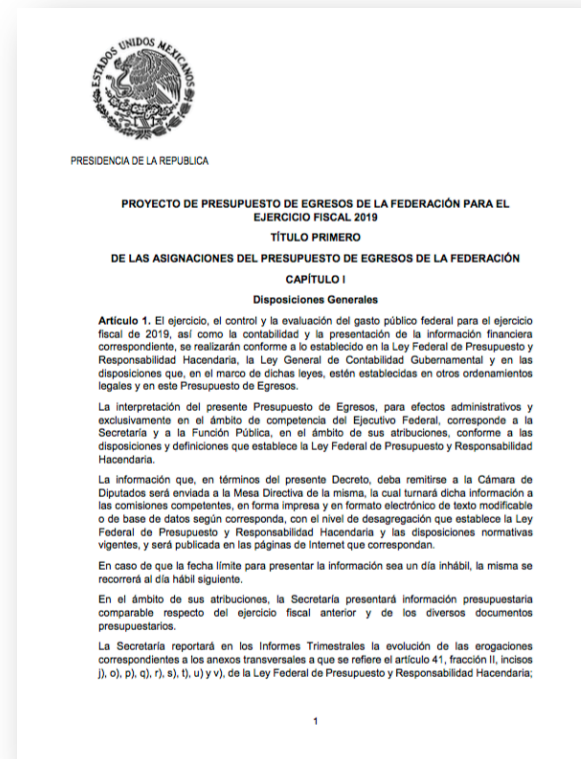 ESTADOS UNIDOS MEXICANOS
PRESIDENCIA DE LA REPUBLICA
PROYECTO DE PRESUPUESTO DE EGRESOS DE LA FEDERACIÓN PARA EL
EJERCICIO FISCAL 2019
TÍTULO PRIMERO
DE LAS ASIGNACIONES DEL PRESUPUESTO DE EGRESOS DE LA FEDERACIÓN
CAPÍTULO I
Disposiciones Generales
Artículo 1. El ejercicio, el control y la evaluación del gasto público federal para el ejercicio
fiscal de 2019, así como la contabilidad y la presentación de la información financiera
correspondiente, se realizarán conforme a lo establecido en la Ley Federal de Presupuesto y
Responsabilidad Hacendaria, la Ley General de Contabilidad Gubernamental y en las
disposiciones que, en el marco de dichas leyes, estén establecidas en otros ordenamientos
legales y en este Presupuesto de Egresos.
La interpretación del presente Presupuesto de Egresos, para efectos administrativos y
exclusivamente en el ámbito de competencia del Ejecutivo Federal, corresponde a la
Secretaría y a la Función Pública, en el ámbito de sus atribuciones, conforme a las
disposiciones y definiciones que establece la Ley Federal de Presupuesto y Responsabilidad
Hacendaria.
La información que, en términos del presente Decreto, deba remitirse a la Cámara de
Diputados será enviada a la Mesa Directiva de la misma, la cual turnará dicha información a
las comisiones competentes, en forma impresa y en formato electrónico de texto modificable
o de base de datos según corresponda, con el nivel de desagregación que establece la Ley
Federal de Presupuesto y Responsabilidad Hacendaria y las disposiciones normativas
vigentes, y será publicada en las páginas de Internet que correspondan.
En caso de que la fecha límite para presentar la información sea un día inhábil, la misma se
recorrerá al día hábil siguiente.
En el ámbito de sus atribuciones, la Secretaría presentará información presupuestaria
comparable respecto del ejercicio fiscal anterior y de los diversos documentos
presupuestarios.
La Secretaría reportará en los Informes Trimestrales la evolución de las erogaciones
correspondientes a los anexos transversales a que se refiere el artículo 41, fracción II, incisos
j), o), p), q), r), s), t), u) y v), de la Ley Federal de Presupuesto y Responsabilidad Hacendaria;
1